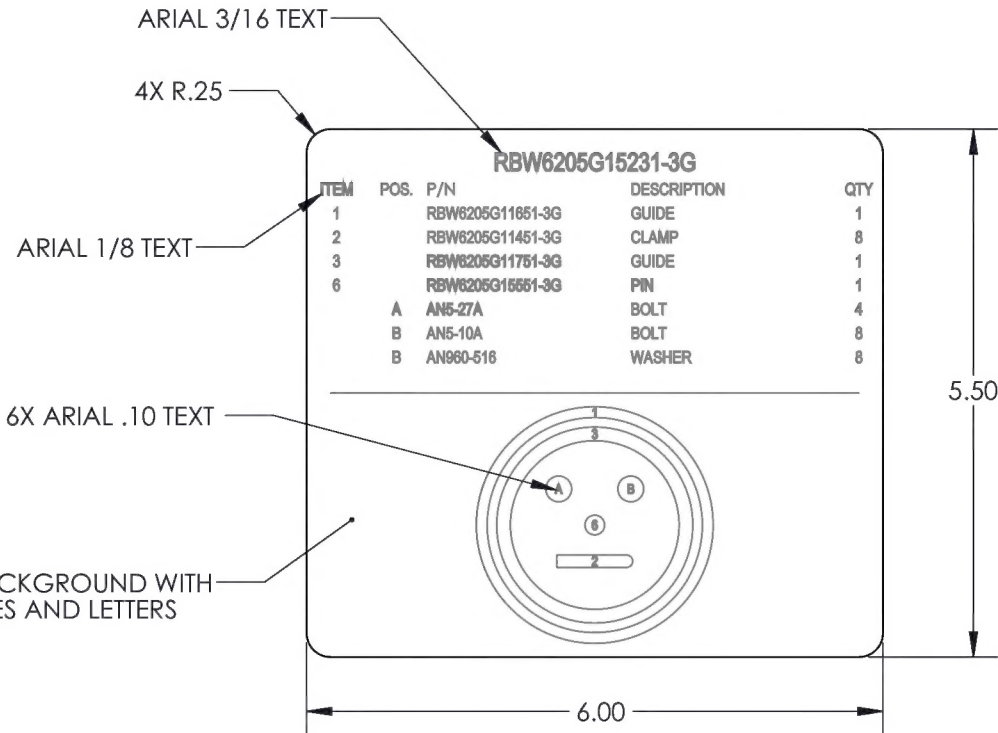 ARIAL 3/16 TEXT
4X R.25
RBW6205G15231-3G
ITEM POS. P/N DESCRIPTION QTY
1 RBW6205G11651-3G GUIDE 1
2 RBW6205G11451-3G CLAMP 8
ARIAL 1/8 TEXT
3 RBW6205G11751-3G GUIDE 1
6 RBW6205G15551-3G PIN 1
A AN5-27A BOLT 4
B AN5-10A BOLT 8
B AN960-516 WASHER 8
5.50
6X ARIAL .10 TEXT
1
3
A B
6
2
CKGROUND WITH
ES AND LETTERS
6.00